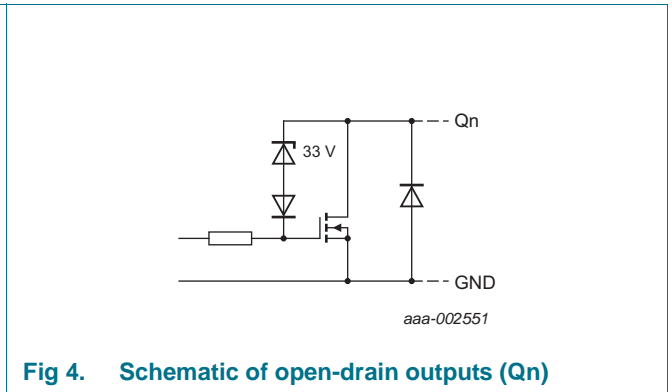 Qn
33 V
GND
aaa-002551
Fig 4. Schematic of open-drain outputs (Qn)